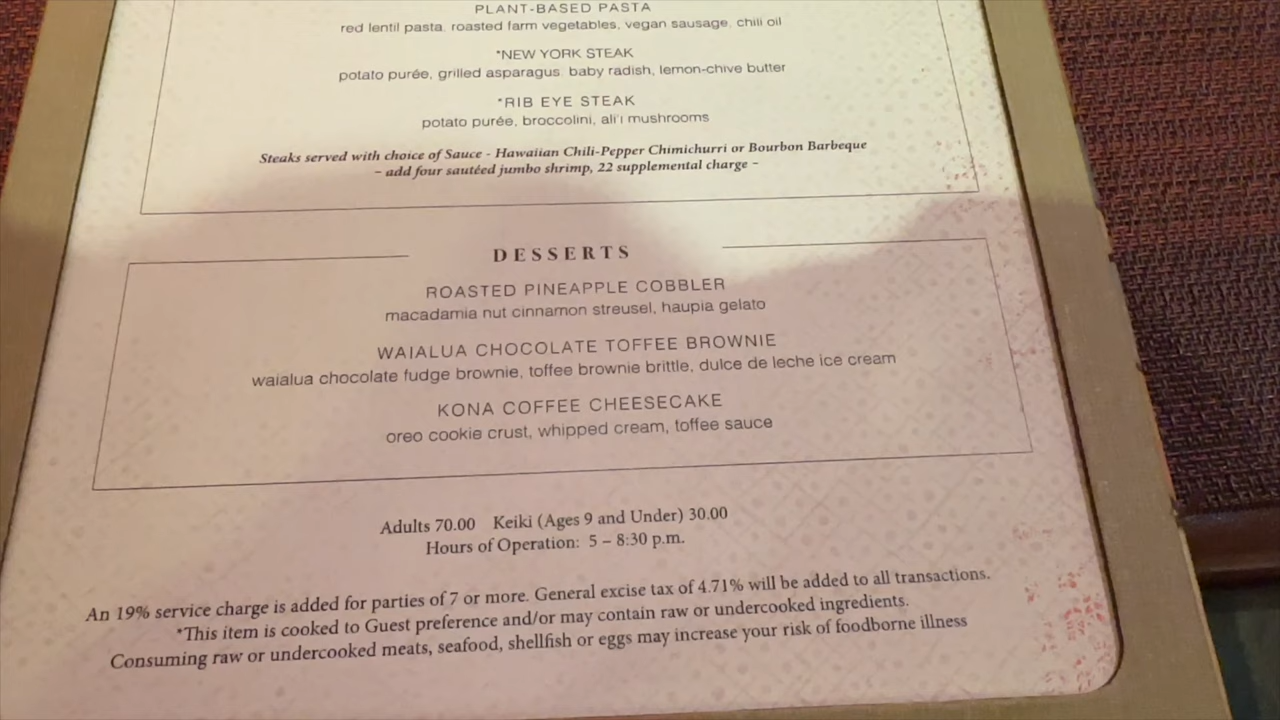 PLANT-BASED PASTA
red lentil pasta, roasted farm vegetables, vegan sausage, chili oil
*NEW YORK STEAK
potato purée, grilled asparagus, baby radish, lemon-chive butter
*RIB EYE STEAK
potato purée, broccolini, ali'i mushrooms
Steaks served with choice of Sauce - Hawaiian Chili-Pepper Chimichurri or Bourbon Barbeque
~ add four sautéed jumbo shrimp, 22 supplemental charge ~
DESSERTS
ROASTED PINEAPPLE COBBLER
macadamia nut cinnamon streusel, haupia gelato
WAIALUA CHOCOLATE TOFFEE BROWNIE
waialua chocolate fudge brownie, toffee brownie brittle, dulce de leche ice cream
KONA COFFEE CHEESECAKE
oreo cookie crust, whipped cream, toffee sauce
Adults 70.00 Keiki (Ages 9 and Under) 30.00
Hours of Operation: 5 – 8:30 p.m.
An 19% service charge is added for parties of 7 or more. General excise tax of 4.71% will be added to all transactions.
*This item is cooked to Guest preference and/or may contain raw or undercooked ingredients.
Consuming raw or undercooked meats, seafood, shellfish or eggs may increase your risk of foodborne illness